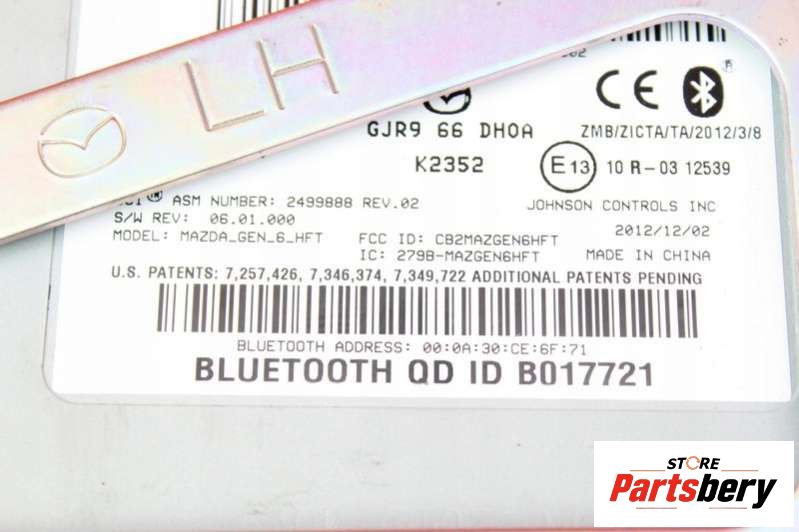 LH
CE
GJR9 66 DH0A
ZMB/ZICTA/TA/2012/3/8
K2352
E13
10 R-03 12539
ASM NUMBER: 2499888 REV.02
JOHNSON CONTROLS INC
S/W REV: 06.01.000
2012/12/02
MODEL: MAZDA_GEN_6_HFT
FCC ID: CB2MAZGEN6HFT
IC: 279B-MAZGEN6HFT
MADE IN CHINA
U.S. PATENTS: 7,257,426, 7,346,374, 7,349,722 ADDITIONAL PATENTS PENDING
BLUETOOTH ADDRESS: 00:0A:30:CE:6F:71
BLUETOOTH QD ID B017721
STORE
Partsbery